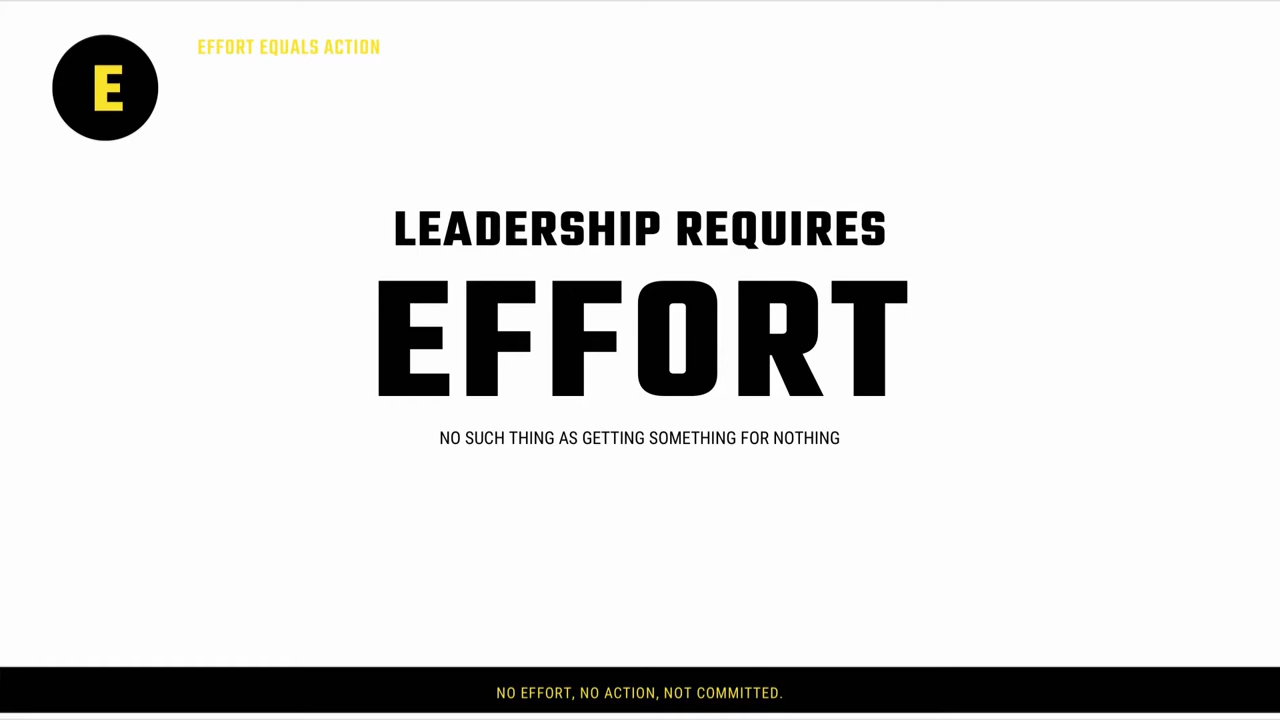 E
EFFORT EQUALS ACTION
LEADERSHIP REQUIRES
EFFORT
NO SUCH THING AS GETTING SOMETHING FOR NOTHING
NO EFFORT, NO ACTION, NOT COMMITTED.